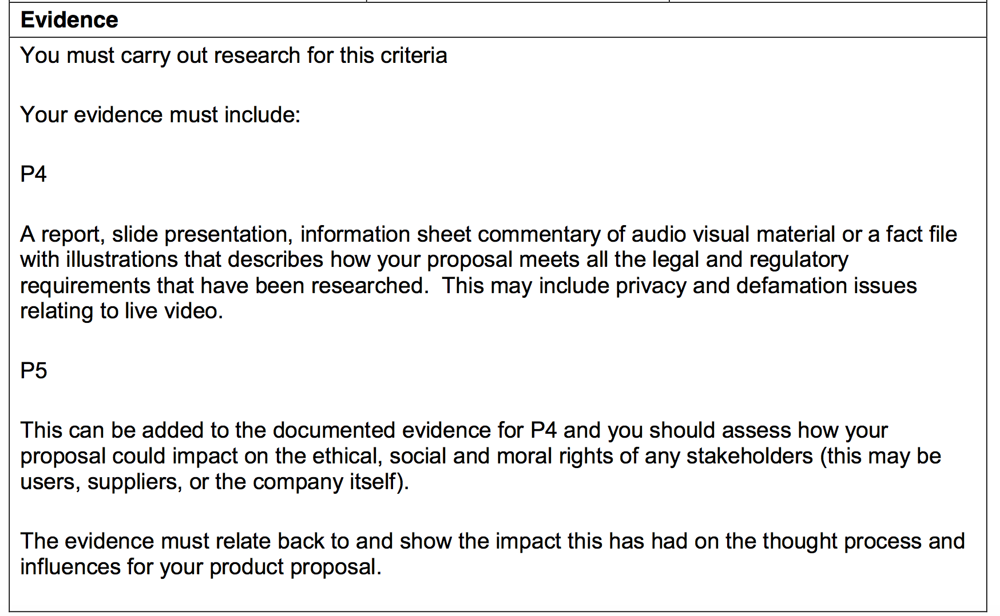 Evidence
You must carry out research for this criteria
Your evidence must include:
P4
A report, slide presentation, information sheet commentary of audio visual material or a fact file
with illustrations that describes how your proposal meets all the legal and regulatory
requirements that have been researched.  This may include privacy and defamation issues
relating to live video.
P5
This can be added to the documented evidence for P4 and you should assess how your
proposal could impact on the ethical, social and moral rights of any stakeholders (this may be
users, suppliers, or the company itself).
The evidence must relate back to and show the impact this has had on the thought process and
influences for your product proposal.